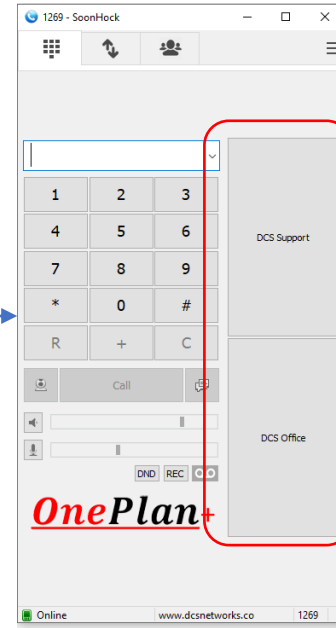 1269 - SoonHock
1 2 3
4 5 6
DCS Support
7 8 9
* 0 #
R + C
Call
DCS Office
DND REC
OnePlan+
Online www.dcsnetworks.co 1269